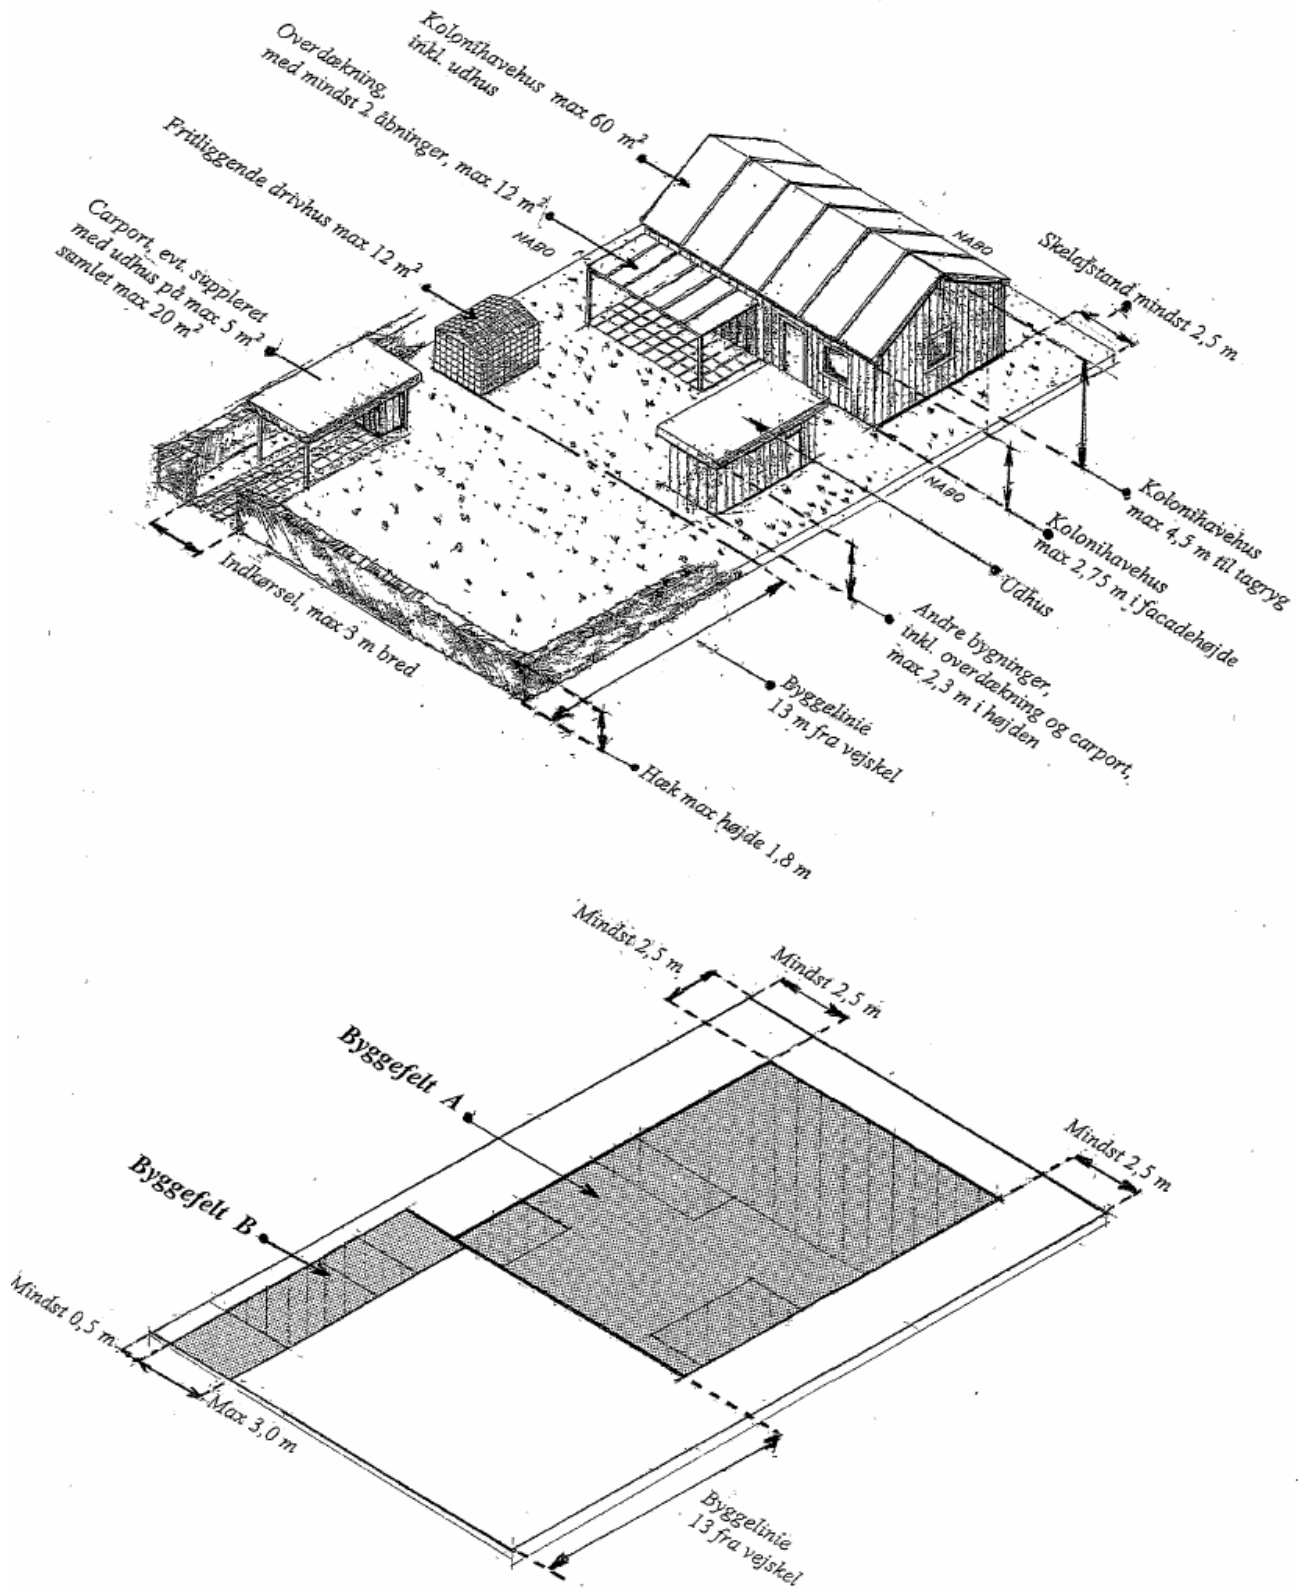 Kolonihavehus max 60 m²
inkl. udhus
Overdækning,
med mindst 2 åbninger, max 12 m²
Fritliggende drivhus max 12 m²
Carport, evt. suppleret
med udhus på max 5 m²
samlet max 20 m²
NABO
NABO
Skelafstand mindst 2,5 m
NABO
Kolonihavehus
max 4,5 m til tagryg
Kolonihavehus
max 2,75 m i facadehøjde
Udhus
Andre bygninger,
inkl. overdækning og carport,
max 2,3 m i højden
Byggelinie
13 m fra vejskel
Indkørsel, max 3 m bred
Hæk max højde 1,8 m
Mindst 2,5 m
Mindst 2,5 m
Byggefelt A
Mindst 2,5 m
Byggefelt B
Mindst 0,5 m
Max 3,0 m
Byggelinie
13 fra vejskel